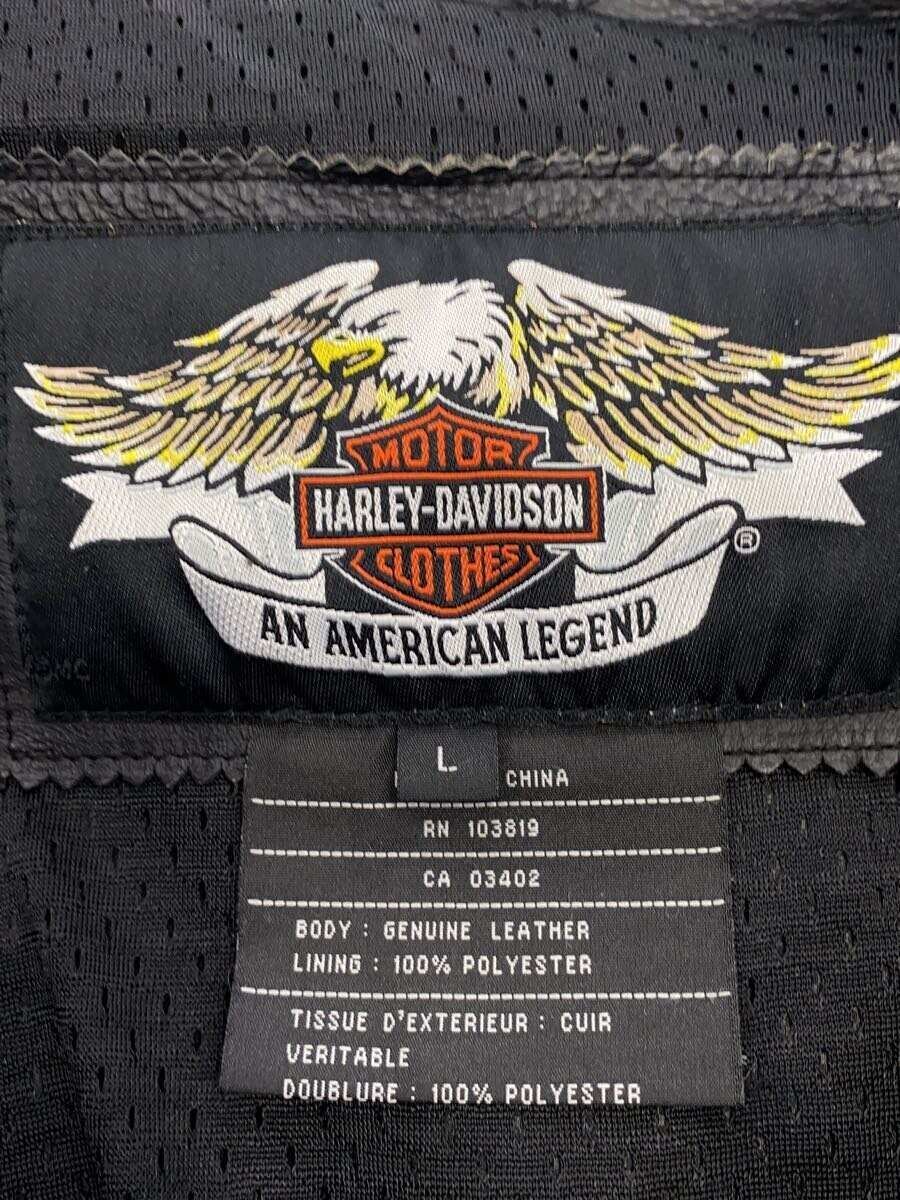 MOTOR
HARLEY-DAVIDSON
CLOTHES
®
AN AMERICAN LEGEND
L
CHINA
RN 103819
CA 03402
BODY : GENUINE LEATHER
LINING : 100% POLYESTER
TISSUE D'EXTERIEUR : CUIR
VERITABLE
DOUBLURE : 100% POLYESTER